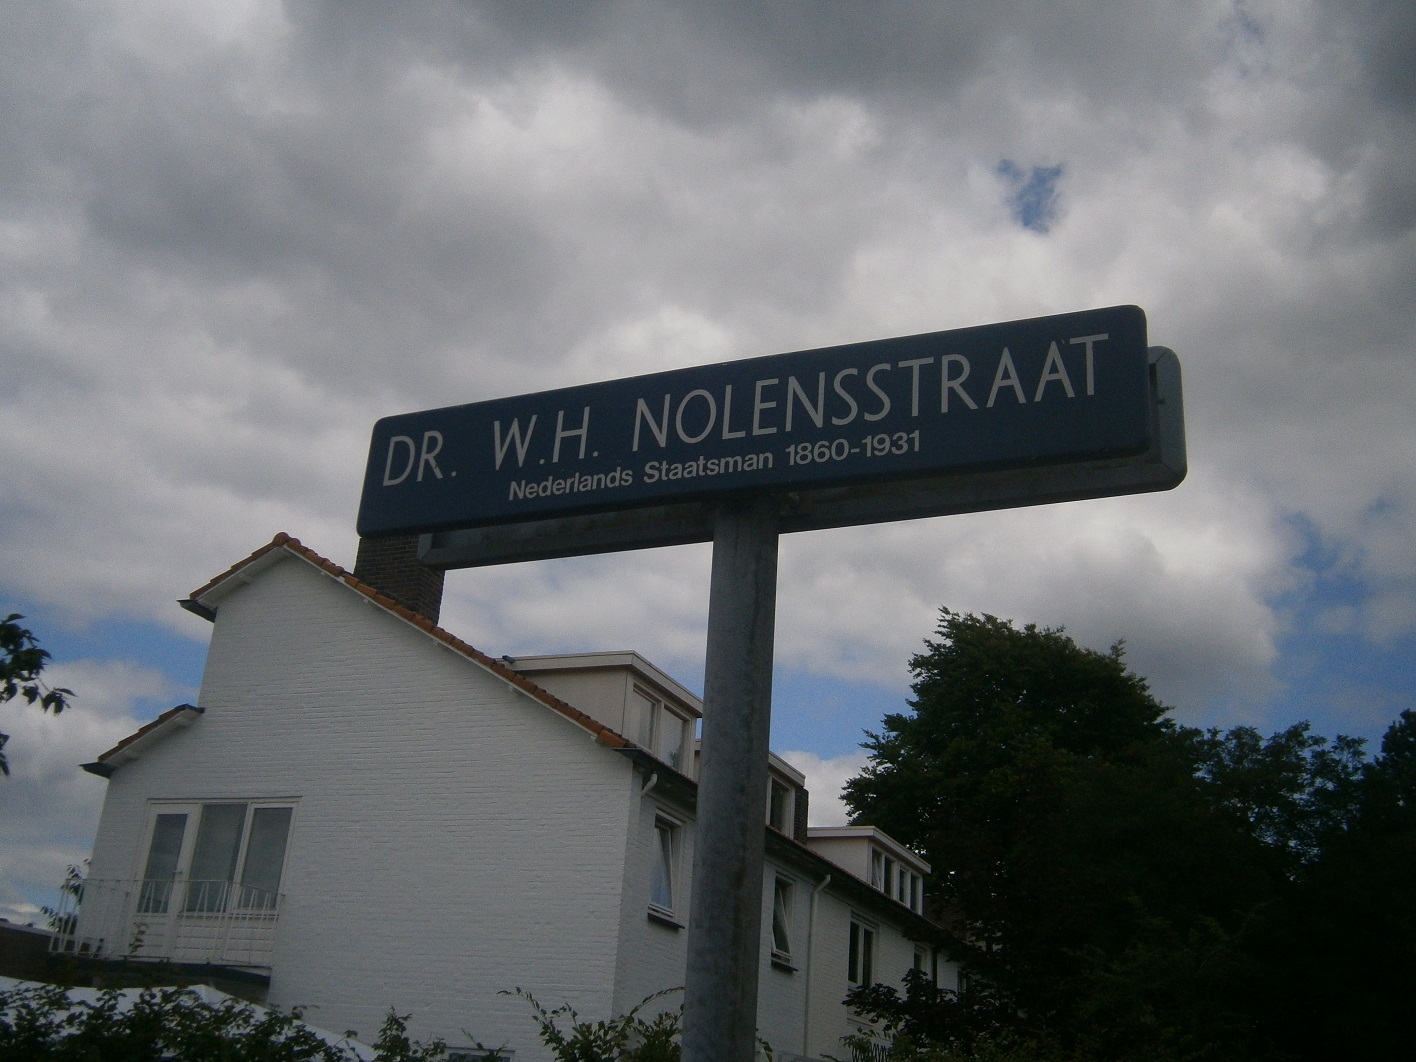 DR. W.H. NOLENSSTRAAT
Nederlands Staatsman 1860-1931